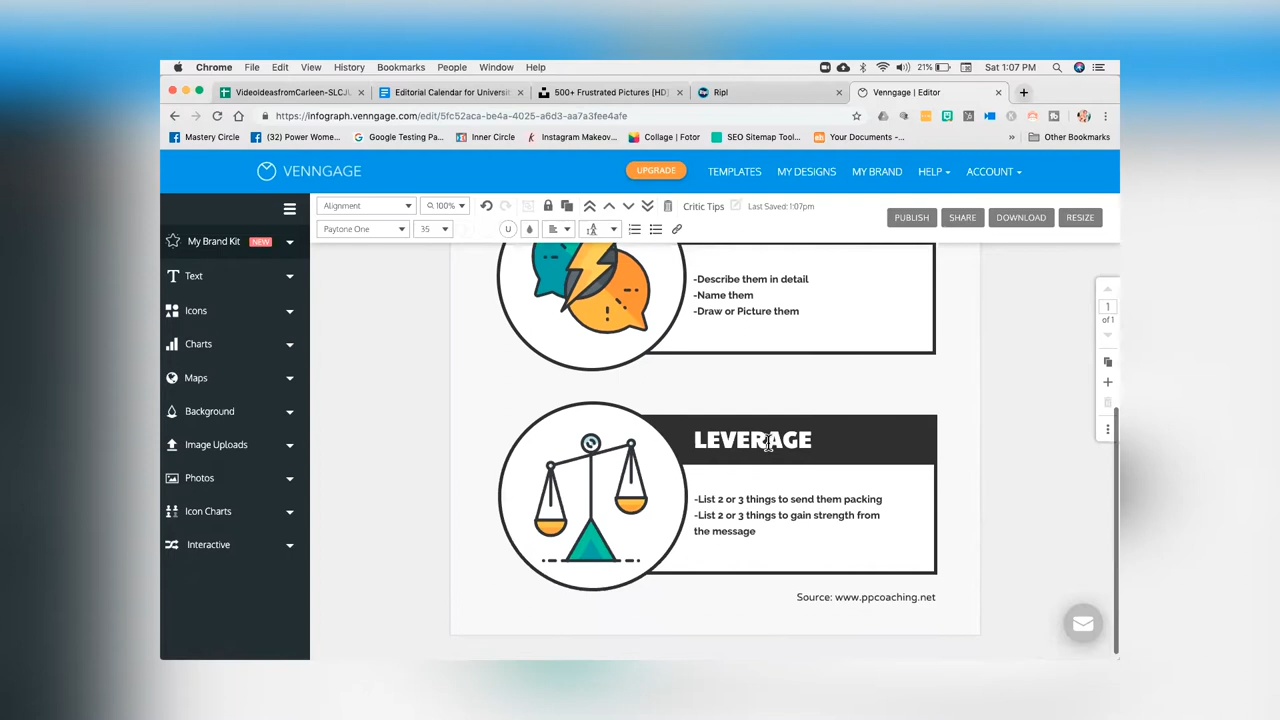 Chrome File Edit View History Bookmarks People Window Help
21% Sat 1:07 PM
VideoIdeasfromCarleen-SLCJU
Editorial Calendar for Universit
500+ Frustrated Pictures [HD]
Ripl
Venngage | Editor
https://infograph.venngage.com/edit/5fc52aca-be4a-4025-a6d3-aa7a3fee4afe
Mastery Circle
(32) Power Wome...
Google Testing Pa...
Inner Circle
Instagram Makeov...
Collage | Fotor
SEO Sitemap Tool...
Your Documents -...
Other Bookmarks
VENNGAGE
UPGRADE
TEMPLATES
MY DESIGNS
MY BRAND
HELP
ACCOUNT
Alignment
100%
Critic Tips
Last Saved: 1:07pm
Paytone One
35
U
PUBLISH
SHARE
DOWNLOAD
RESIZE
My Brand Kit NEW
Text
Icons
Charts
Maps
Background
Image Uploads
Photos
Icon Charts
Interactive
-Describe them in detail
-Name them
-Draw or Picture them
LEVERAGE
-List 2 or 3 things to send them packing
-List 2 or 3 things to gain strength from
the message
Source: www.ppcoaching.net
1
of 1